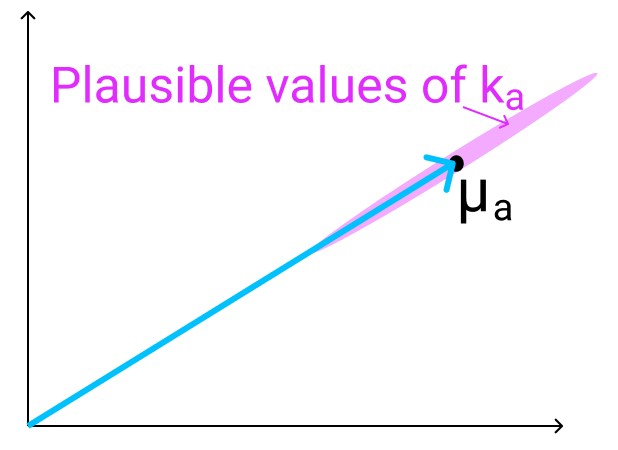 Plausible values of kₐ
μₐ